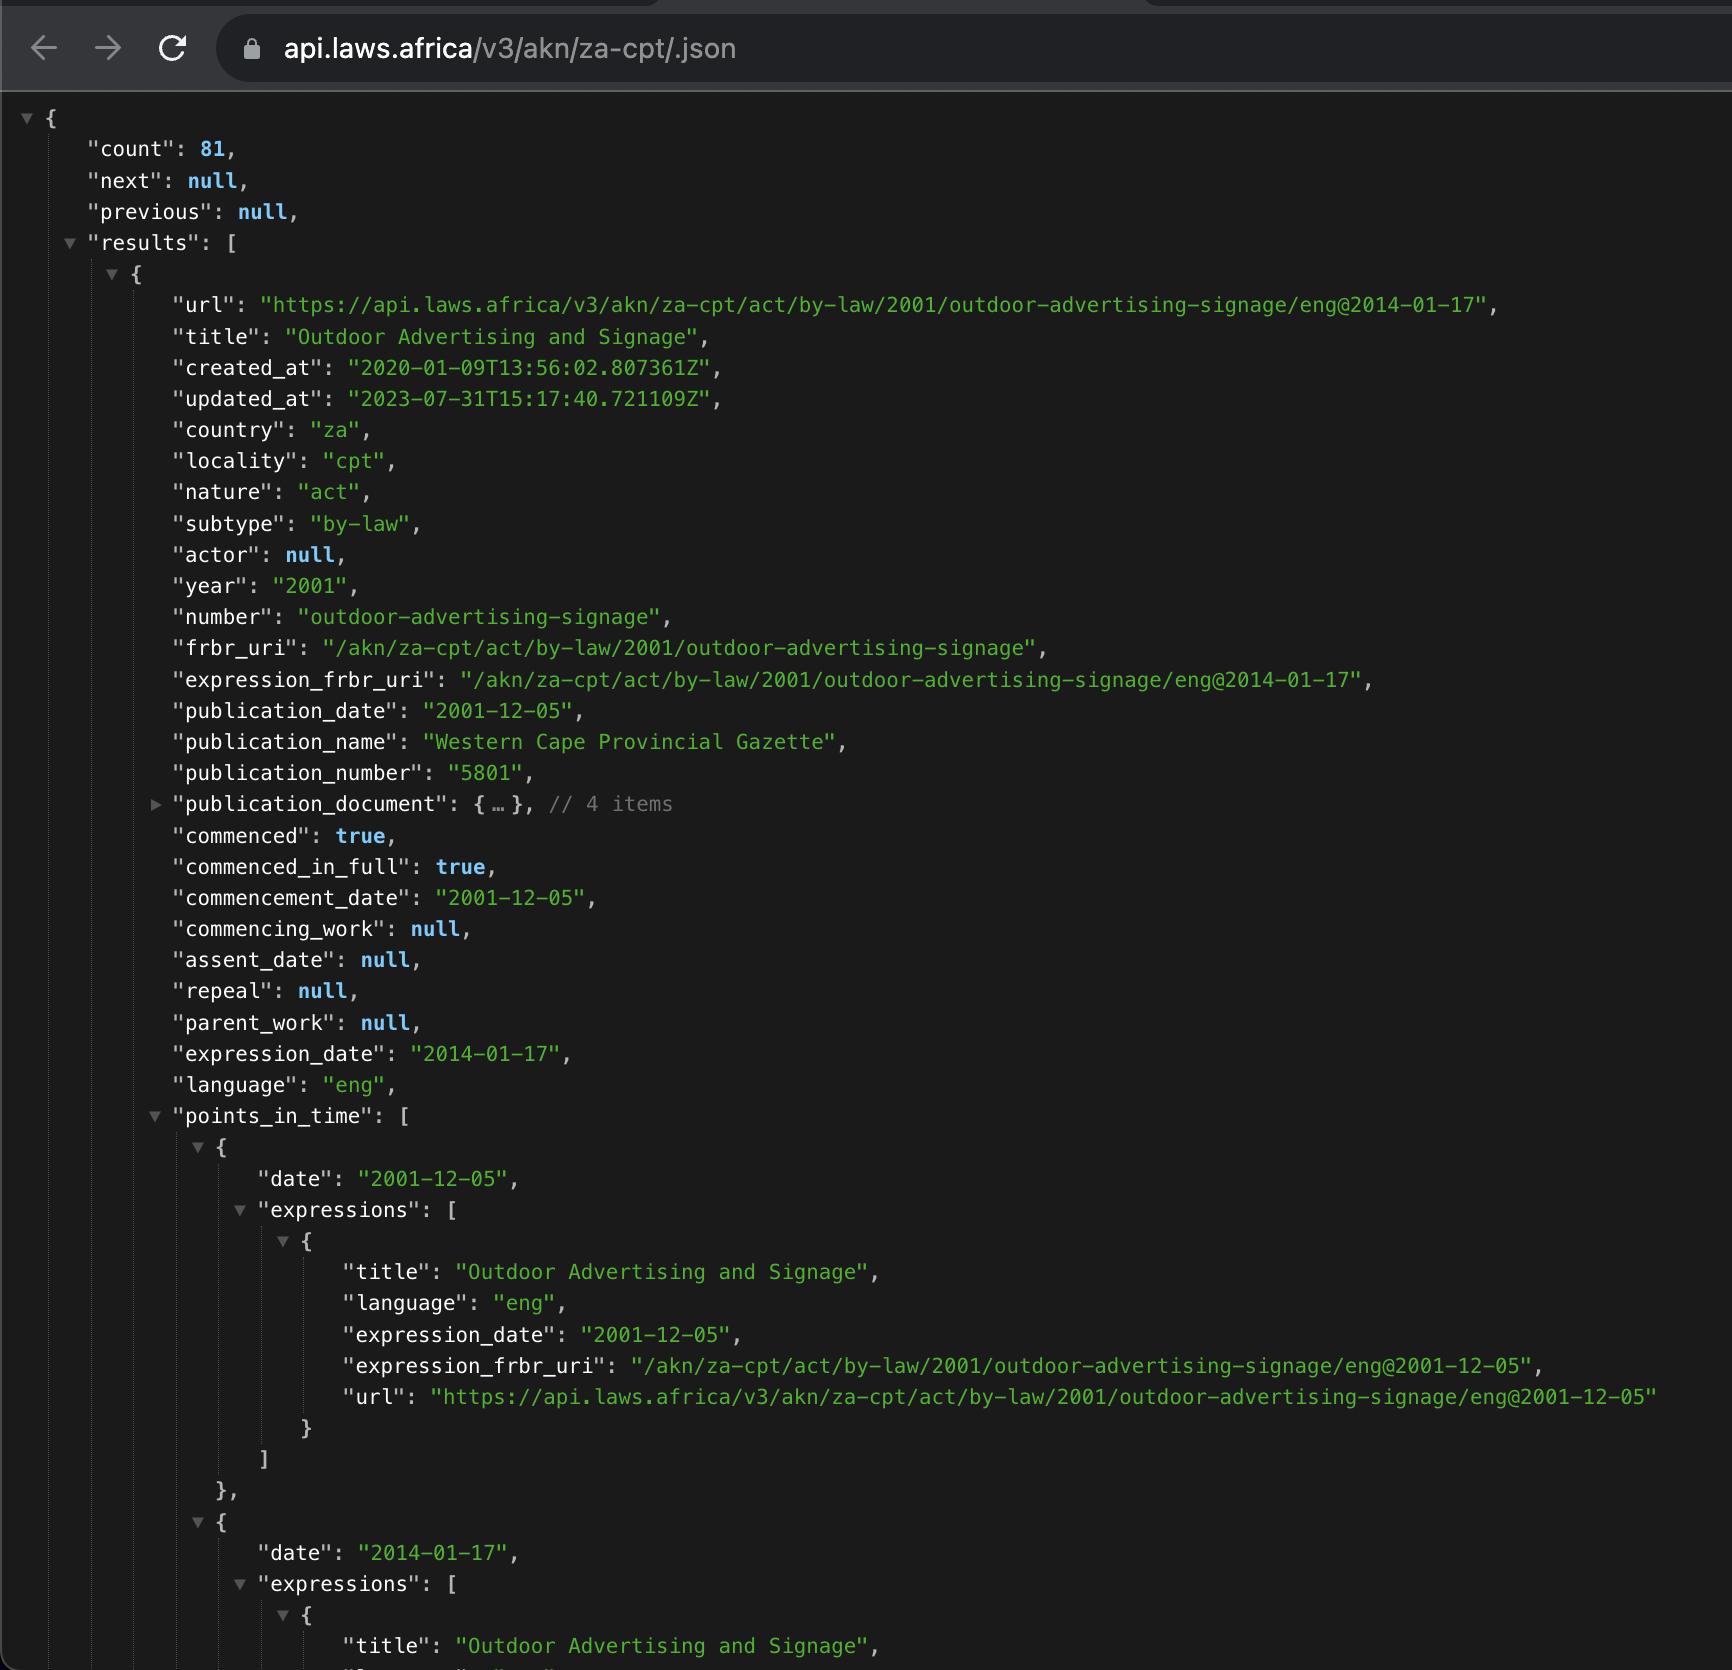 api.laws.africa/v3/akn/za-cpt/.json
{
"count": 81,
"next": null,
"previous": null,
"results": [
{
"url": "https://api.laws.africa/v3/akn/za-cpt/act/by-law/2001/outdoor-advertising-signage/eng@2014-01-17",
"title": "Outdoor Advertising and Signage",
"created_at": "2020-01-09T13:56:02.807361Z",
"updated_at": "2023-07-31T15:17:40.721109Z",
"country": "za",
"locality": "cpt",
"nature": "act",
"subtype": "by-law",
"actor": null,
"year": "2001",
"number": "outdoor-advertising-signage",
"frbr_uri": "/akn/za-cpt/act/by-law/2001/outdoor-advertising-signage",
"expression_frbr_uri": "/akn/za-cpt/act/by-law/2001/outdoor-advertising-signage/eng@2014-01-17",
"publication_date": "2001-12-05",
"publication_name": "Western Cape Provincial Gazette",
"publication_number": "5801",
"publication_document": { … }, // 4 items
"commenced": true,
"commenced_in_full": true,
"commencement_date": "2001-12-05",
"commencing_work": null,
"assent_date": null,
"repeal": null,
"parent_work": null,
"expression_date": "2014-01-17",
"language": "eng",
"points_in_time": [
{
"date": "2001-12-05",
"expressions": [
{
"title": "Outdoor Advertising and Signage",
"language": "eng",
"expression_date": "2001-12-05",
"expression_frbr_uri": "/akn/za-cpt/act/by-law/2001/outdoor-advertising-signage/eng@2001-12-05",
"url": "https://api.laws.africa/v3/akn/za-cpt/act/by-law/2001/outdoor-advertising-signage/eng@2001-12-05"
}
]
},
{
"date": "2014-01-17",
"expressions": [
{
"title": "Outdoor Advertising and Signage",